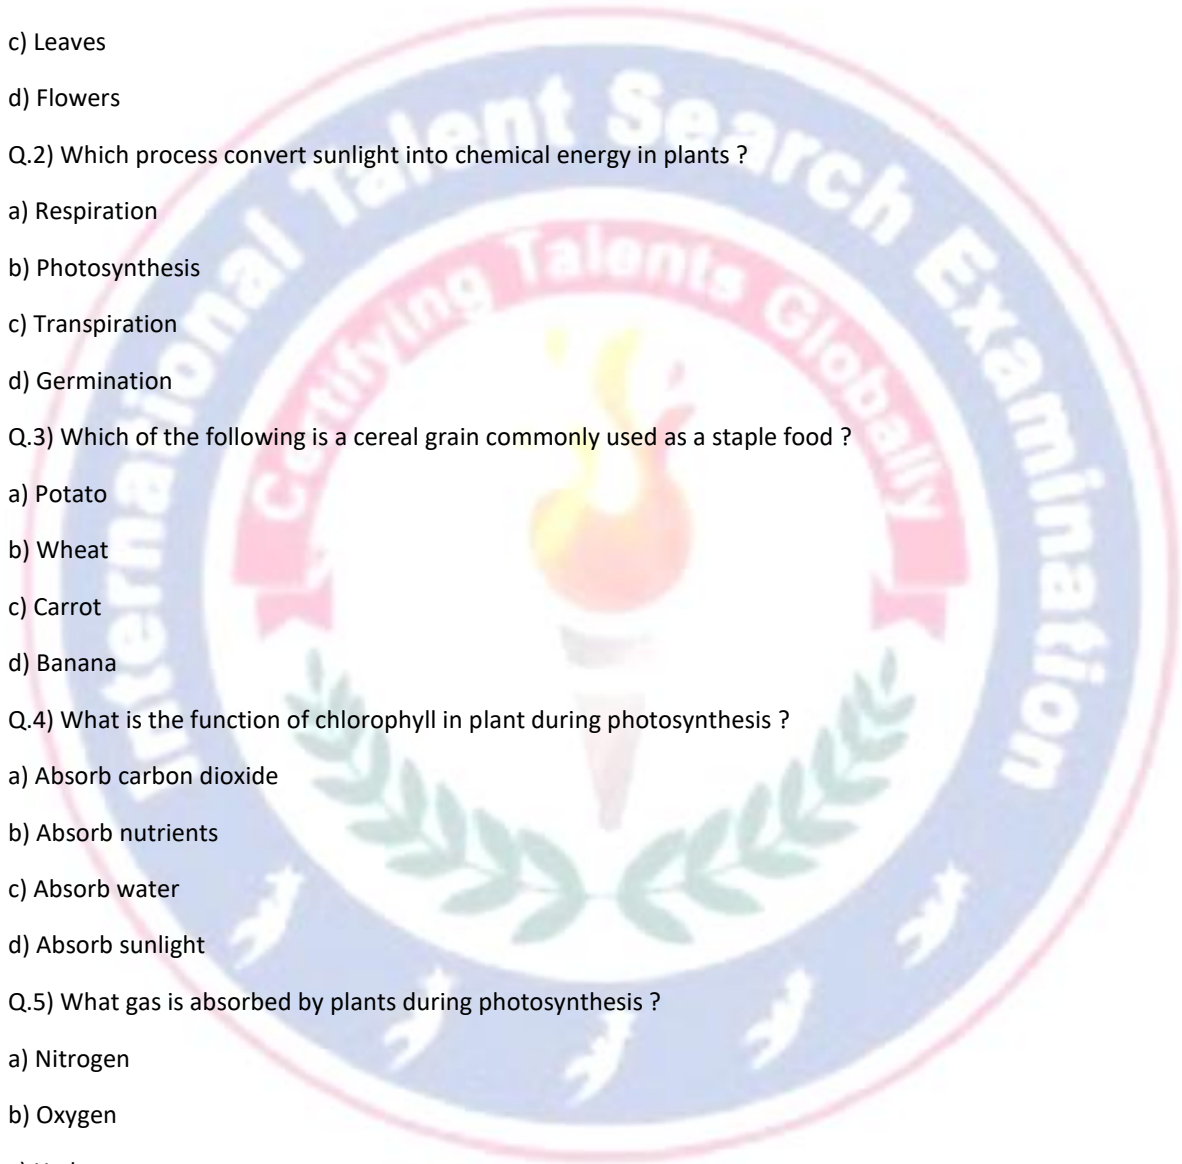 c) Leaves
d) Flowers
Q.2) Which process convert sunlight into chemical energy in plants ?
a) Respiration
b) Photosynthesis
c) Transpiration
d) Germination
Q.3) Which of the following is a cereal grain commonly used as a staple food ?
a) Potato
b) Wheat
c) Carrot
d) Banana
Q.4) What is the function of chlorophyll in plant during photosynthesis ?
a) Absorb carbon dioxide
b) Absorb nutrients
c) Absorb water
d) Absorb sunlight
Q.5) What gas is absorbed by plants during photosynthesis ?
a) Nitrogen
b) Oxygen
International Talent Search Examination
Certifying Talents Globally